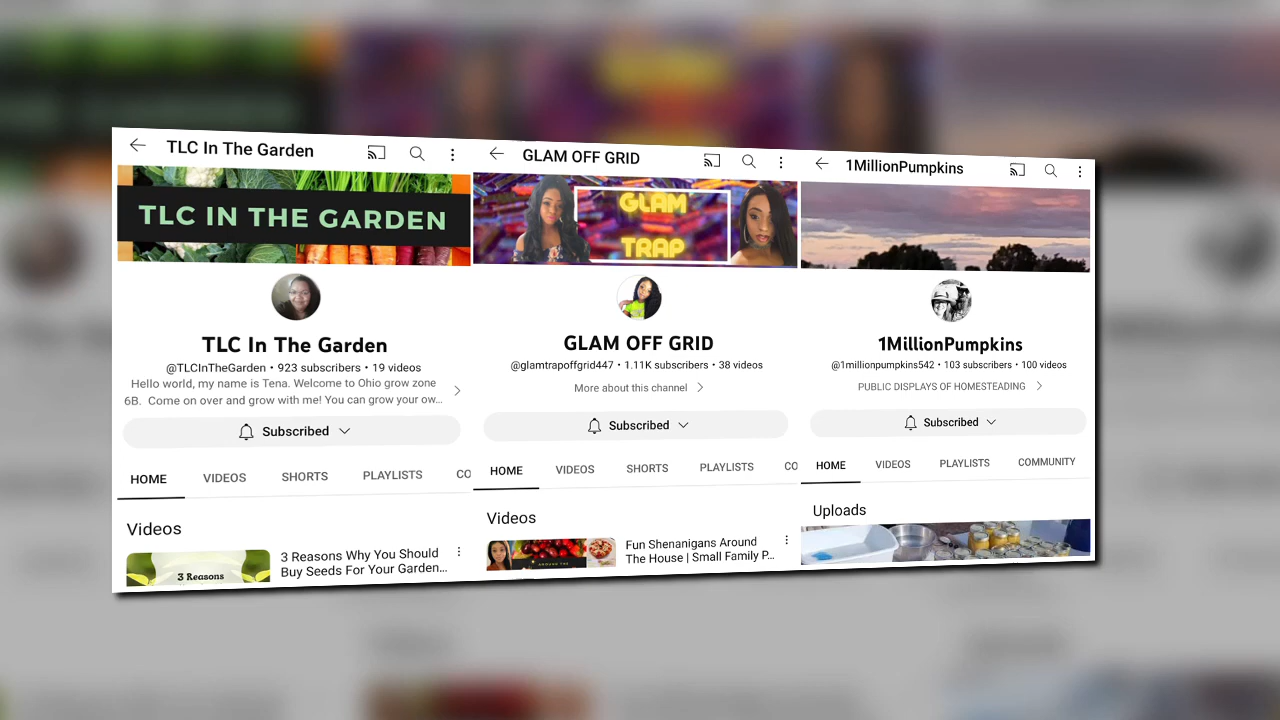 TLC In The Garden
TLC IN THE GARDEN
TLC In The Garden
@TLCInTheGarden • 923 subscribers • 19 videos
Hello world, my name is Tena. Welcome to Ohio grow zone
6B. Come on over and grow with me! You can grow your ow...
Subscribed
HOME VIDEOS SHORTS PLAYLISTS CO
Videos
3 Reasons
3 Reasons Why You Should
Buy Seeds For Your Garden...
GLAM OFF GRID
GLAM
TRAP
GLAM OFF GRID
@glamtrapoffgrid447 • 1.11K subscribers • 38 videos
More about this channel
Subscribed
HOME VIDEOS SHORTS PLAYLISTS CO
Videos
AROUND THE
Fun Shenanigans Around
The House | Small Family P...
1MillionPumpkins
1MillionPumpkins
@1millionpumpkins542 • 103 subscribers • 100 videos
PUBLIC DISPLAYS OF HOMESTEADING
Subscribed
HOME VIDEOS PLAYLISTS COMMUNITY
Uploads